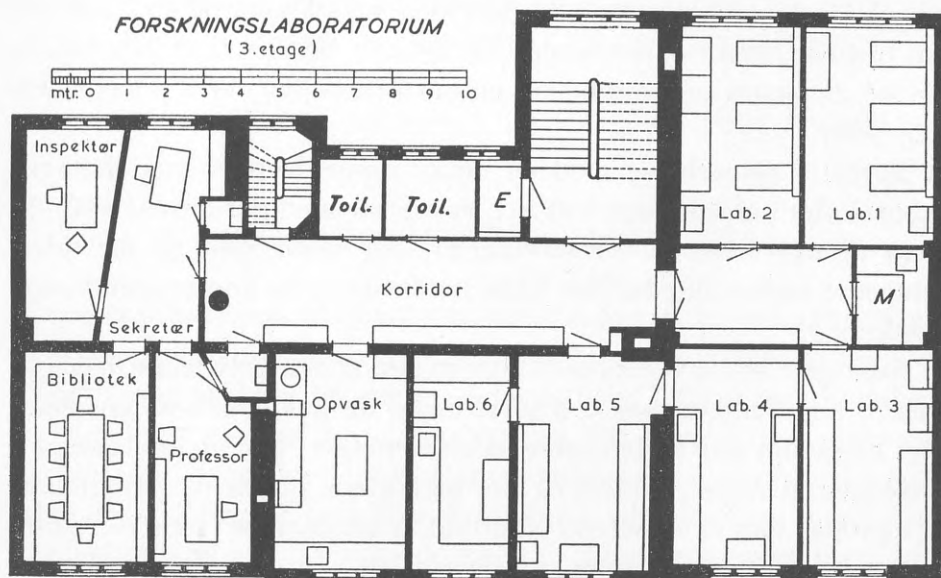 FORSKNINGSLABORATORIUM
(3. etage)
mtr. 0 1 2 3 4 5 6 7 8 9 10
Inspektør
Toil.
Toil.
E
Lab. 2
Lab. 1
Korridor
M
Sekretær
Bibliotek
Opvask
Lab. 6
Lab. 5
Lab. 4
Lab. 3
Professor